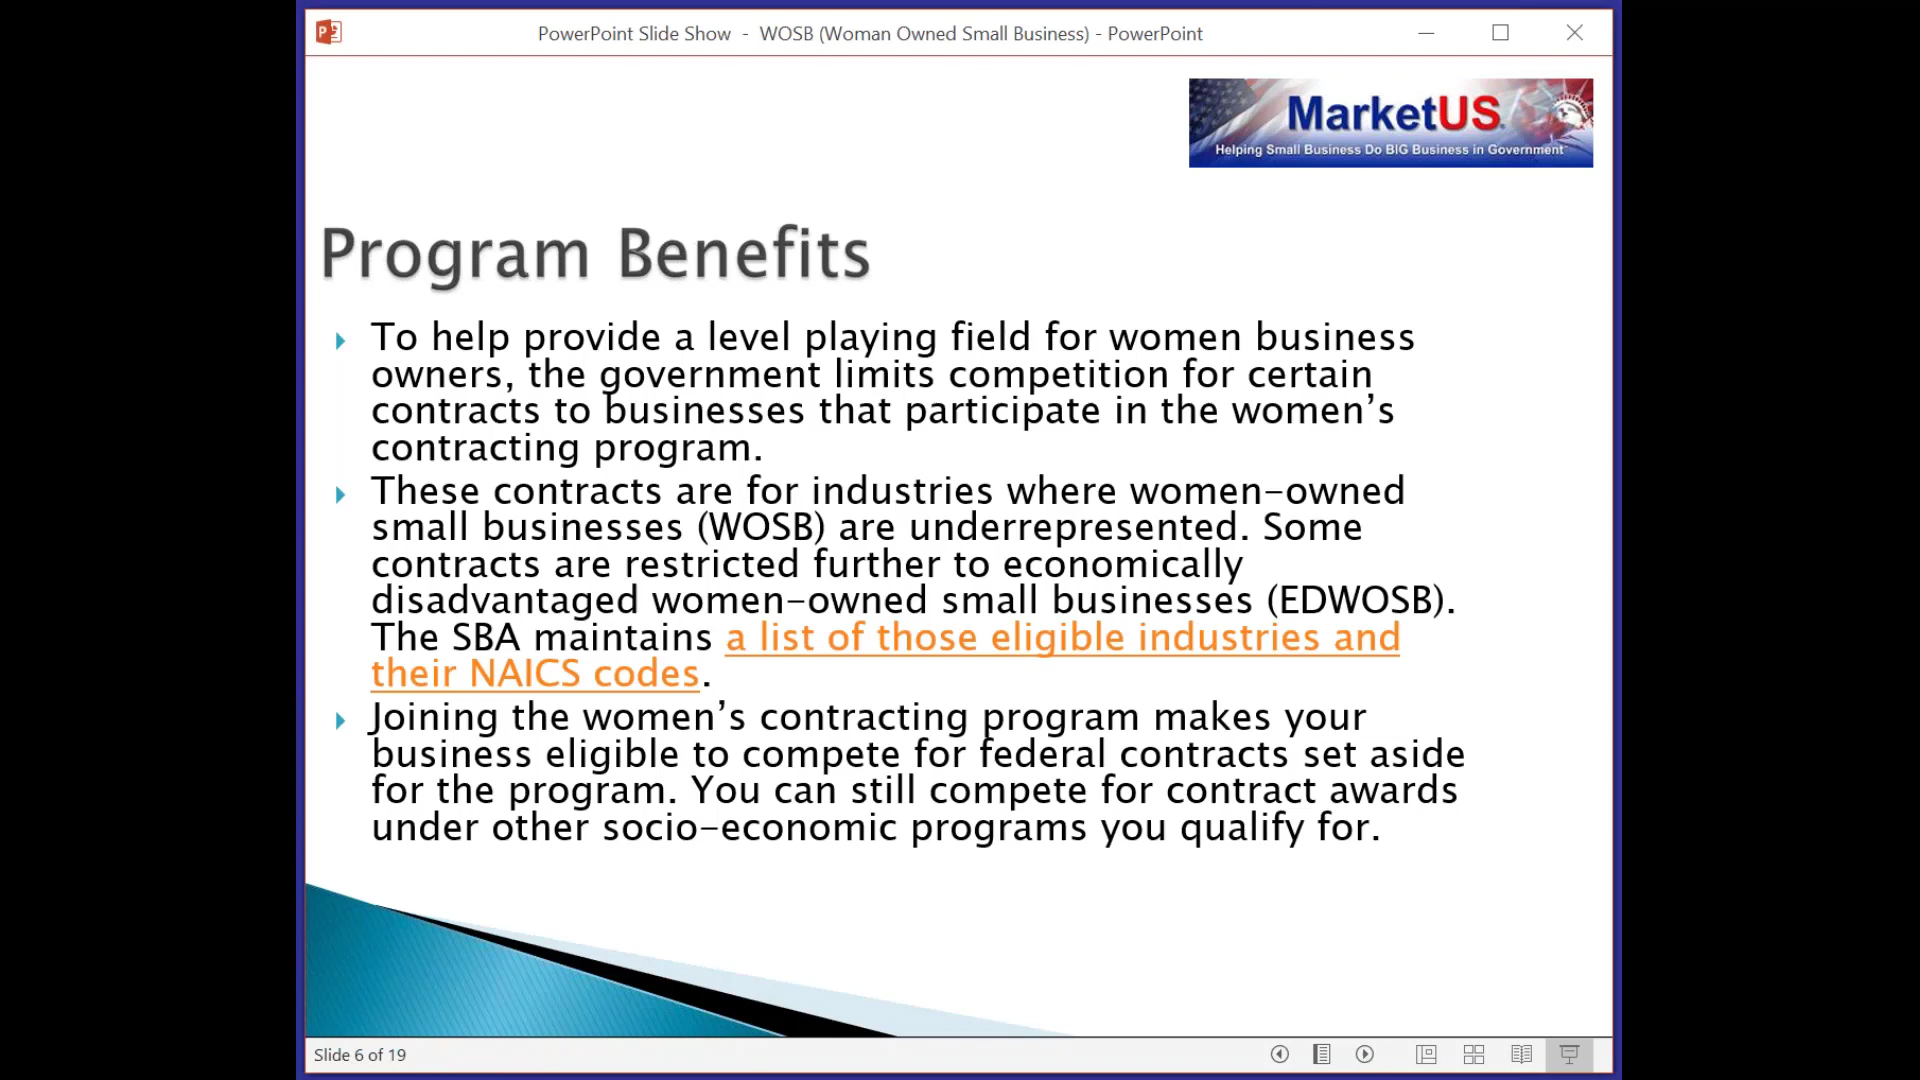 PowerPoint Slide Show - WOSB (Woman Owned Small Business) - PowerPoint
MarketUS
Helping Small Business Do BIG Business in Government
Program Benefits
To help provide a level playing field for women business
owners, the government limits competition for certain
contracts to businesses that participate in the women’s
contracting program.
These contracts are for industries where women-owned
small businesses (WOSB) are underrepresented. Some
contracts are restricted further to economically
disadvantaged women-owned small businesses (EDWOSB).
The SBA maintains a list of those eligible industries and
their NAICS codes.
Joining the women’s contracting program makes your
business eligible to compete for federal contracts set aside
for the program. You can still compete for contract awards
under other socio-economic programs you qualify for.
Slide 6 of 19